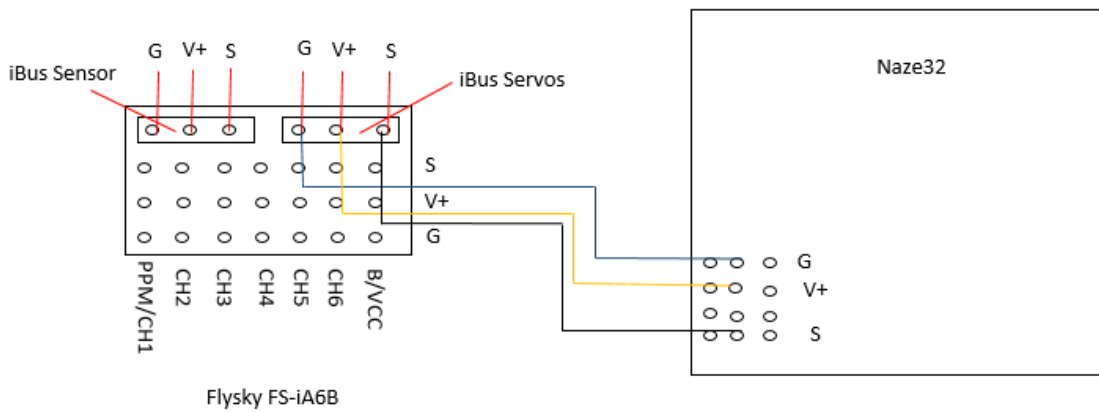 G V+ S G V+ S
iBus Sensor
iBus Servos
Naze32
S
V+
G
G
V+
S
PPM/CH1
CH2
CH3
CH4
CH5
CH6
B/VCC
Flysky FS-iA6B